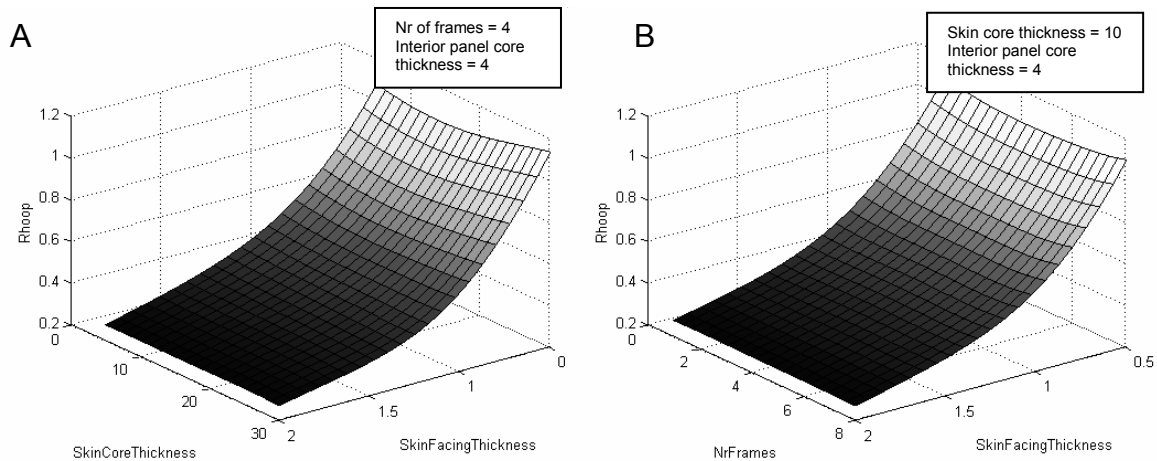 A
Nr of frames = 4
Interior panel core
thickness = 4
1.2
1
0.8
0.6
0.4
0.2
Rhoop
0
10
20
30
SkinCoreThickness
2
1.5
1
0
SkinFacingThickness
B
Skin core thickness = 10
Interior panel core
thickness = 4
1.2
1
0.8
0.6
0.4
0.2
Rhoop
0
2
4
6
8
NrFrames
2
1.5
1
0.5
SkinFacingThickness